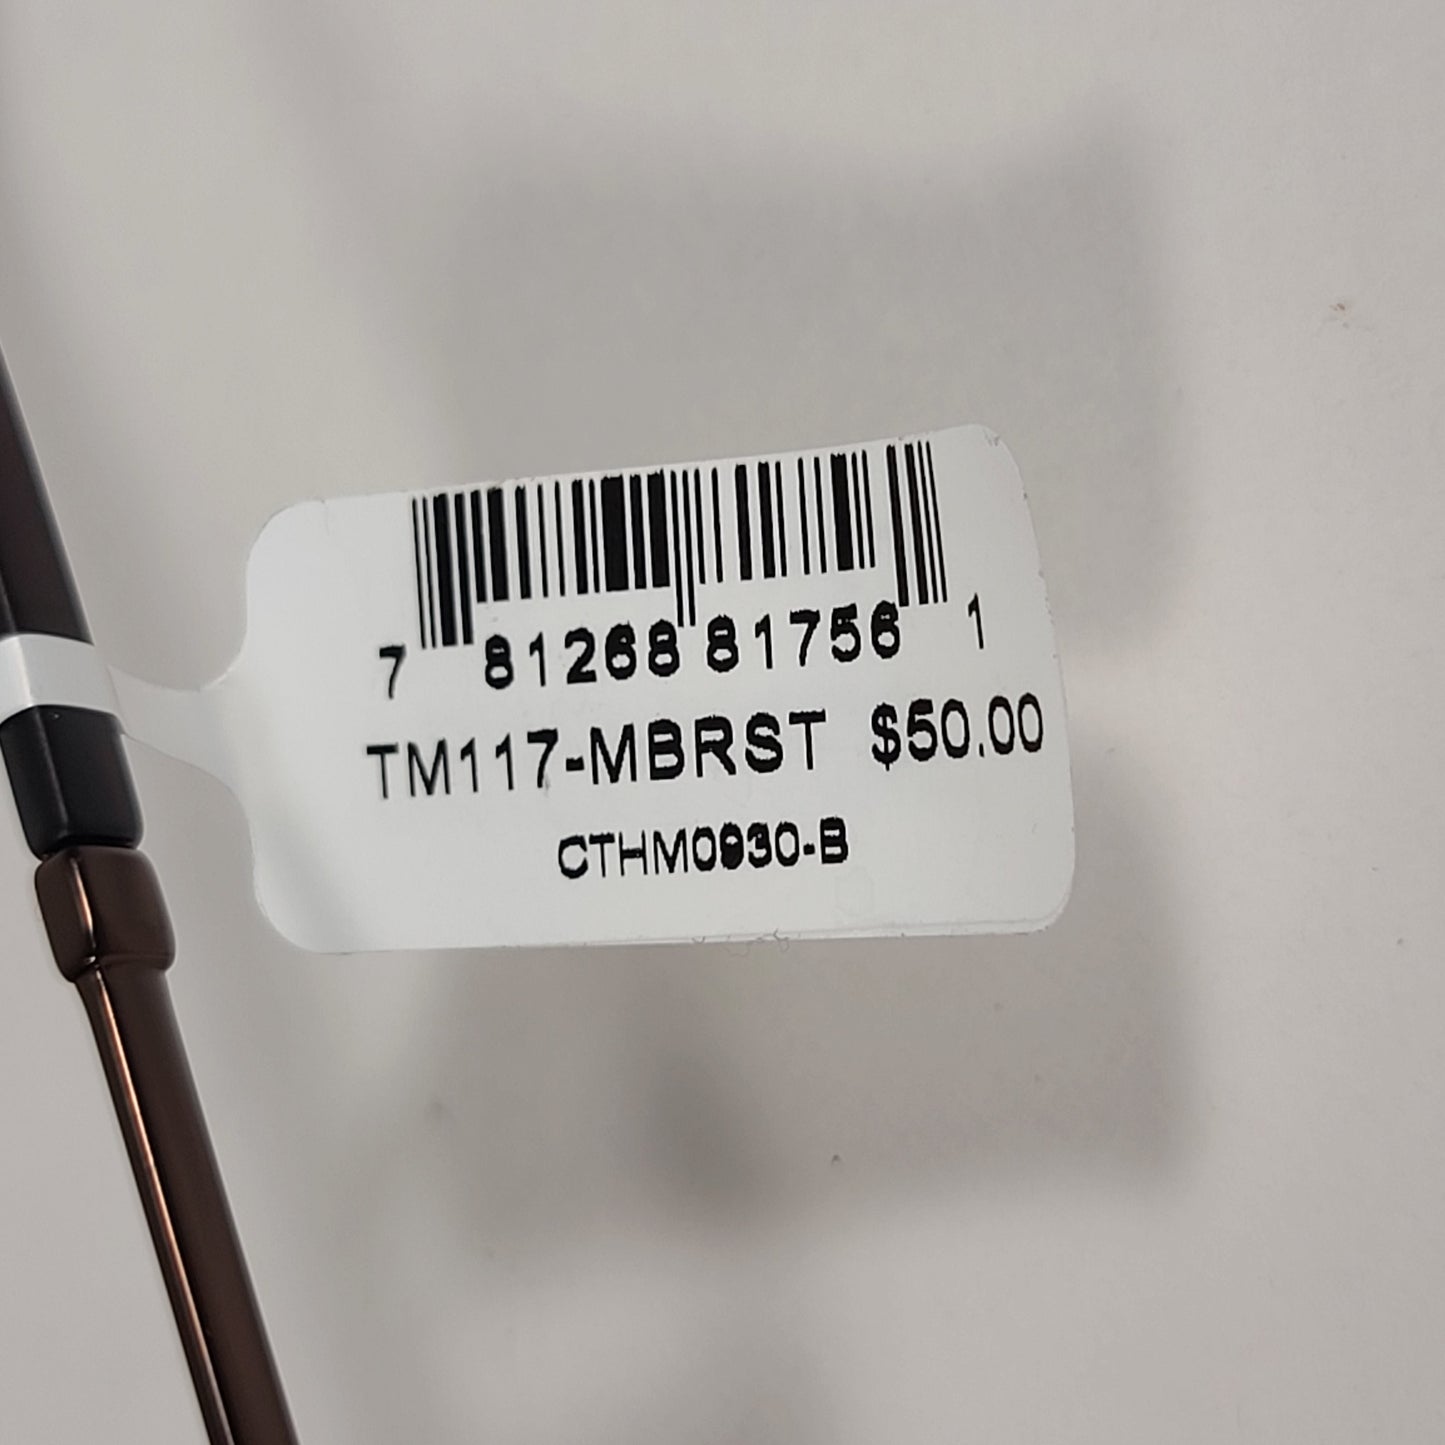 7 81268 81756 1
TM117-MBRST $50.00
CTHM0930-B